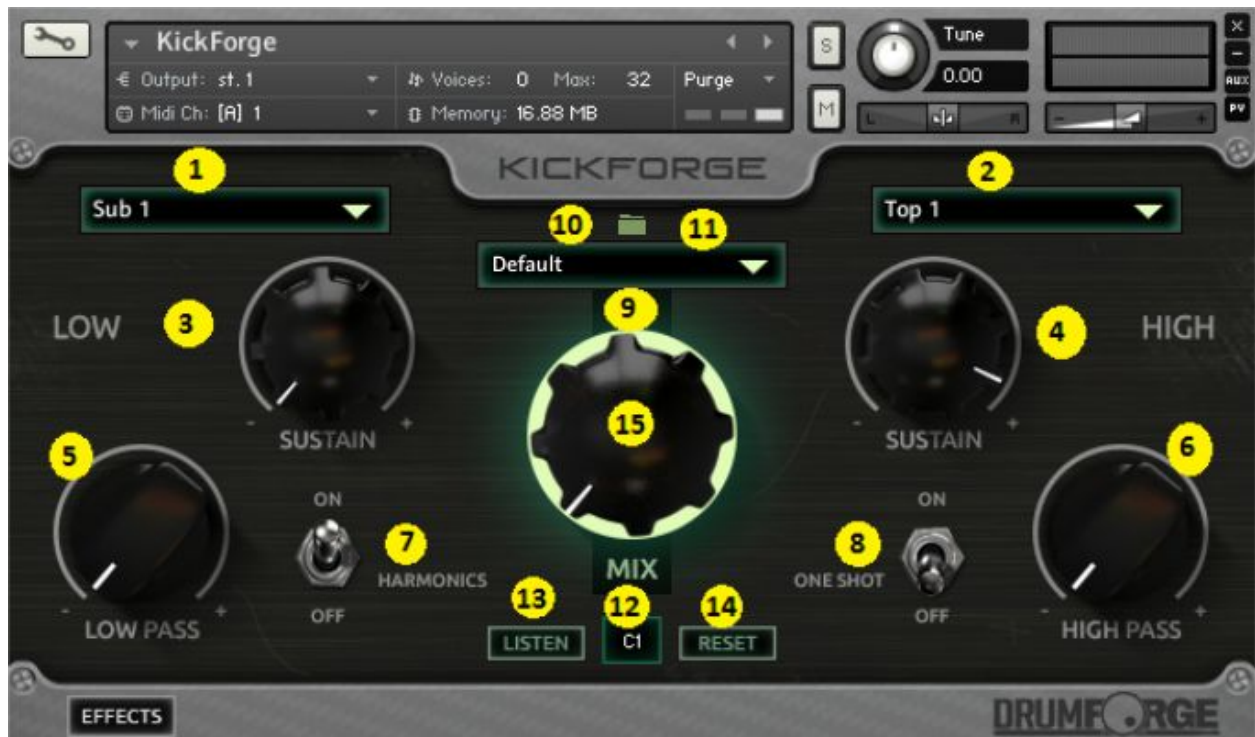 KickForge
Output: st.1
Voices: 0 Max: 32
Purge
Midi Ch: [A] 1
Memory: 16.88 MB
S
M
Tune
0.00
L
R
-
+
×
-
AUX
PV
KICKFORGE
1
Sub 1
2
Top 1
10
11
Default
LOW
3
- SUSTAIN +
9
15
MIX
4
- SUSTAIN +
HIGH
5
- LOW PASS +
ON
7
HARMONICS
OFF
ON
8
ONE SHOT
OFF
6
- HIGH PASS +
13
LISTEN
12
C1
14
RESET
EFFECTS
DRUMFORGE